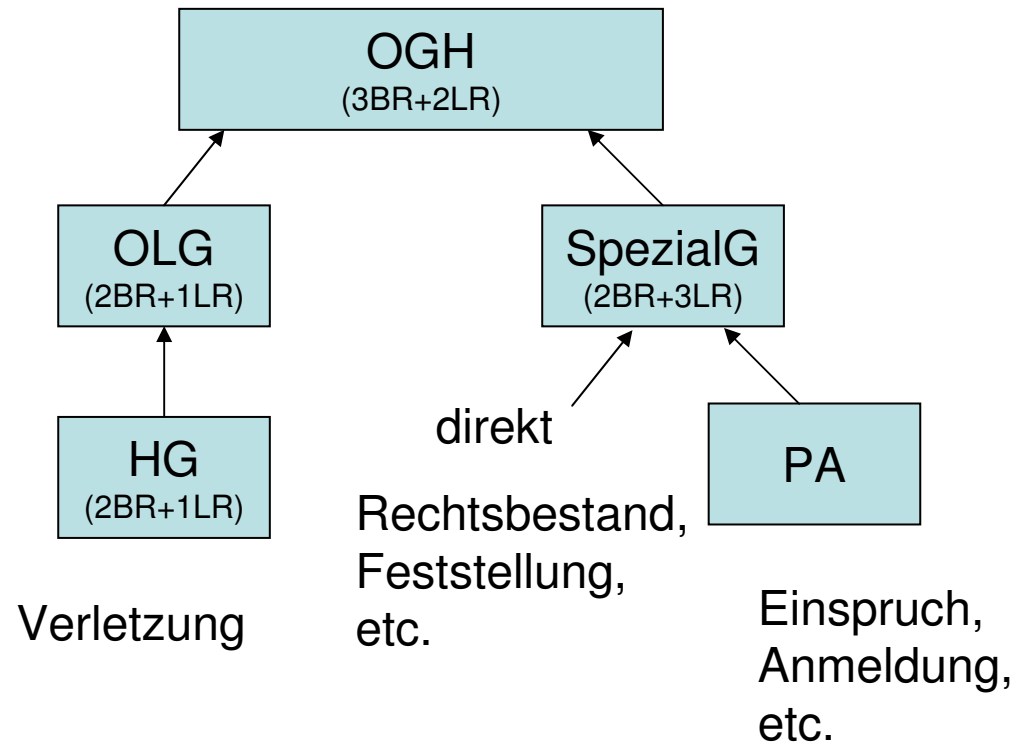 OGH
(3BR+2LR)
OLG
(2BR+1LR)
SpezialG
(2BR+3LR)
HG
(2BR+1LR)
direkt
PA
Verletzung
Rechtsbestand,
Feststellung,
etc.
Einspruch,
Anmeldung,
etc.